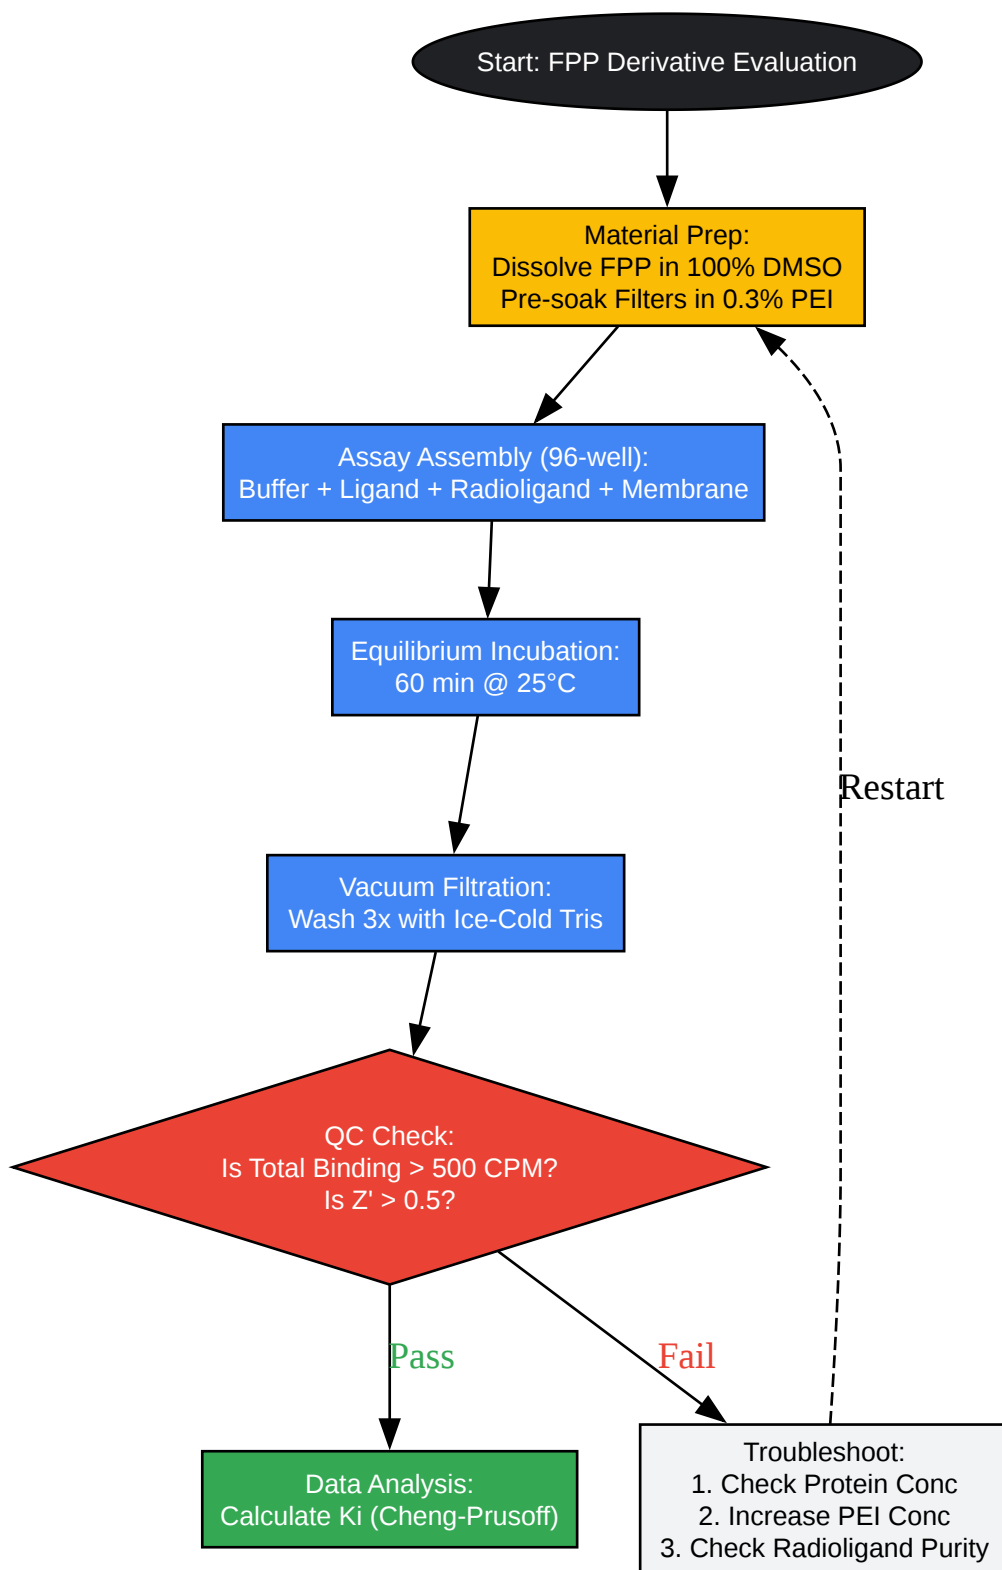 Start: FPP Derivative Evaluation
Material Prep:
Dissolve FPP in 100% DMSO
Pre-soak Filters in 0.3% PEI
Assay Assembly (96-well):
Buffer + Ligand + Radioligand + Membrane
Equilibrium Incubation:
60 min @ 25°C
Restart
Vacuum Filtration:
Wash 3x with Ice-Cold Tris
QC Check:
Is Total Binding > 500 CPM?
Is Z' > 0.5?
Pass
Fail
Data Analysis:
Calculate Ki (Cheng-Prusoff)
Troubleshoot:
1. Check Protein Conc
2. Increase PEI Conc
3. Check Radioligand Purity